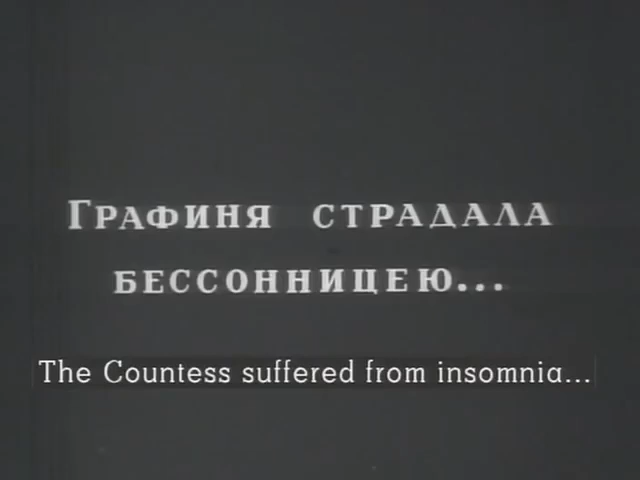 Графиня страдала
бессонницею...
The Countess suffered from insomnia...